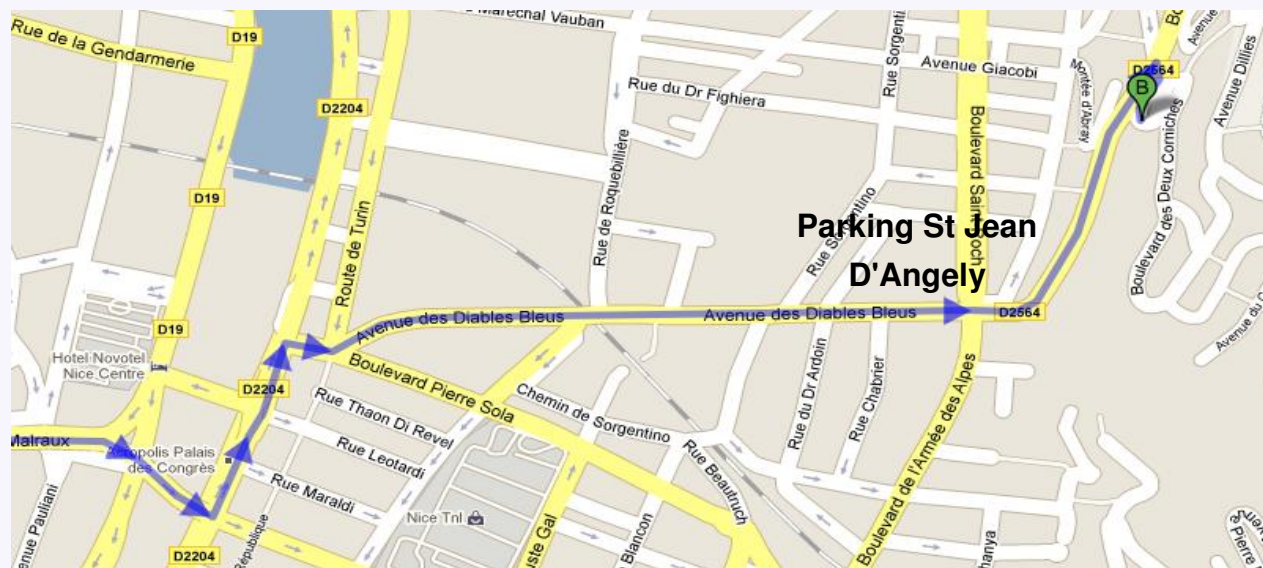 Maréchal Vauban
D19
Rue de la Gendarmerie
D2204
Rue Sorgentino
Avenue Giacobi
D2564
B
Avenue Dillies
Rue du Dr Fighiera
Montée d'Abray
Boulevard des Deux Corniches
Rue de Roquebillière
Boulevard Saint Roch
D19
Route de Turin
Rue Sorgentino
Parking St Jean
D'Angely
Avenue des Diables Bleus
Avenue des Diables Bleus
D2564
D19
Hotel Novotel
Nice Centre
D2204
Boulevard Pierre Sola
Rue Thaon Di Revel
Rue Leotardi
Rue Maraldi
Chemin de Sorgentino
Rue Beautruch
Rue du Dr Ardoin
Rue Chabrier
Boulevard de l'Armée des Alpes
Avenue du
Malraux
Acropolis Palais
des Congrès
enue Pauliani
D2204
République
Nice Tnl
uste Gal
Blancon
hanya
e Pierre